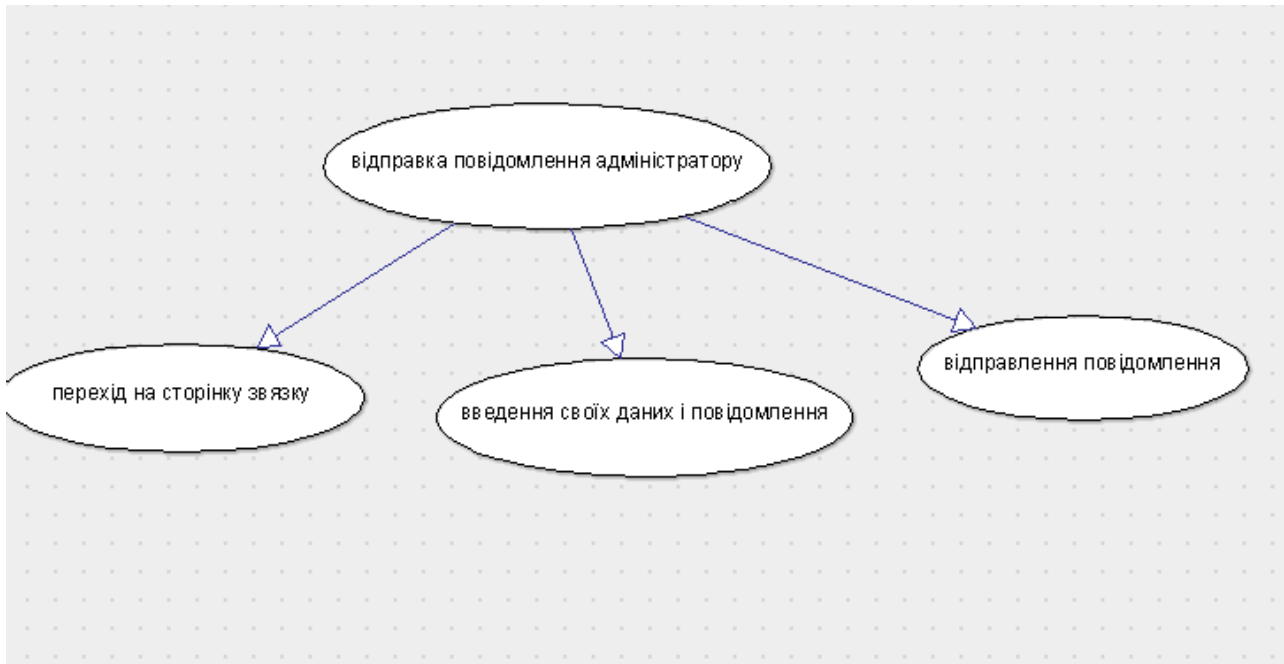 відправка повідомлення адміністратору
відправлення повідомлення
перехід на сторінку звязку
введення своїх даних і повідомлення